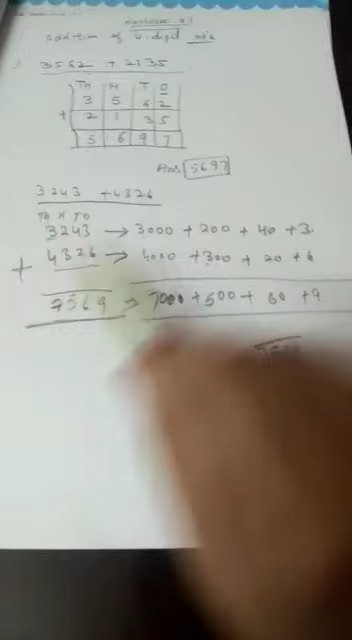 Addition of 4-digit no's
3562 + 2135
Th H T O
3 5 6 2
+ 2 1 3 5
5 6 9 7
Ans 5697
3243 + 4326
Th H T O
3243 → 3000 + 200 + 40 + 3
+ 4326 → 4000 + 300 + 20 + 6
7569 → 7000 + 500 + 60 + 9